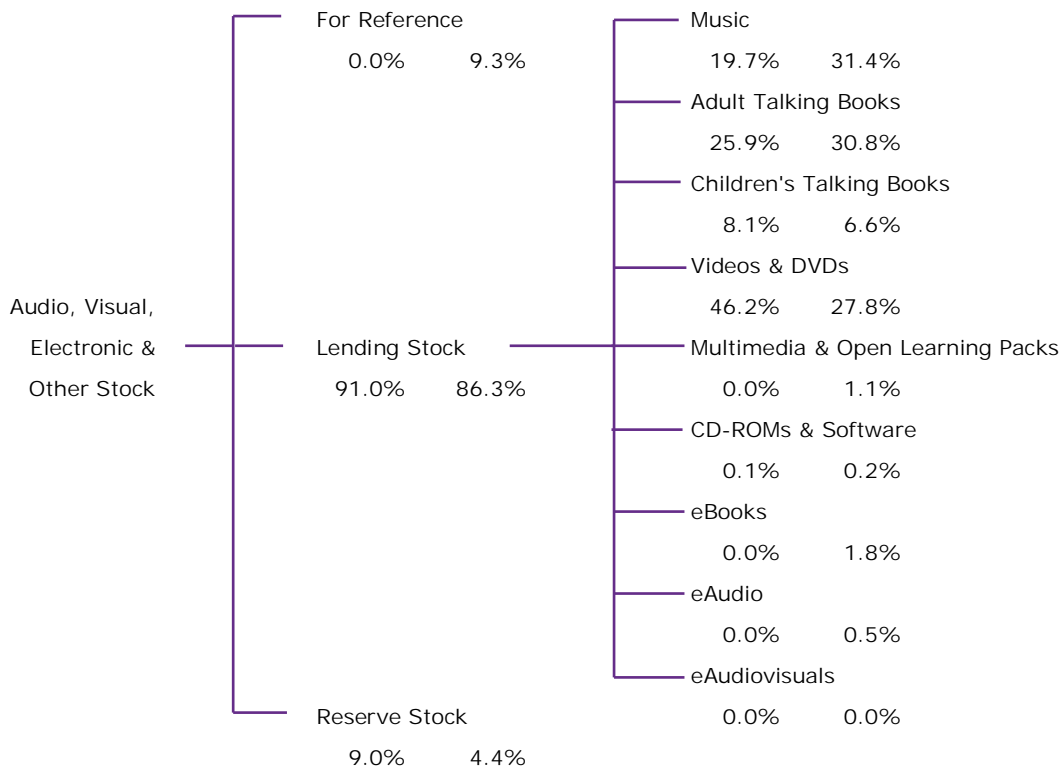 For Reference
0.0% 9.3%
Audio, Visual,
Electronic &
Other Stock
Lending Stock
91.0% 86.3%
Reserve Stock
9.0% 4.4%
Music
19.7% 31.4%
Adult Talking Books
25.9% 30.8%
Children's Talking Books
8.1% 6.6%
Videos & DVDs
46.2% 27.8%
Multimedia & Open Learning Packs
0.0% 1.1%
CD-ROMs & Software
0.1% 0.2%
eBooks
0.0% 1.8%
eAudio
0.0% 0.5%
eAudiovisuals
0.0% 0.0%